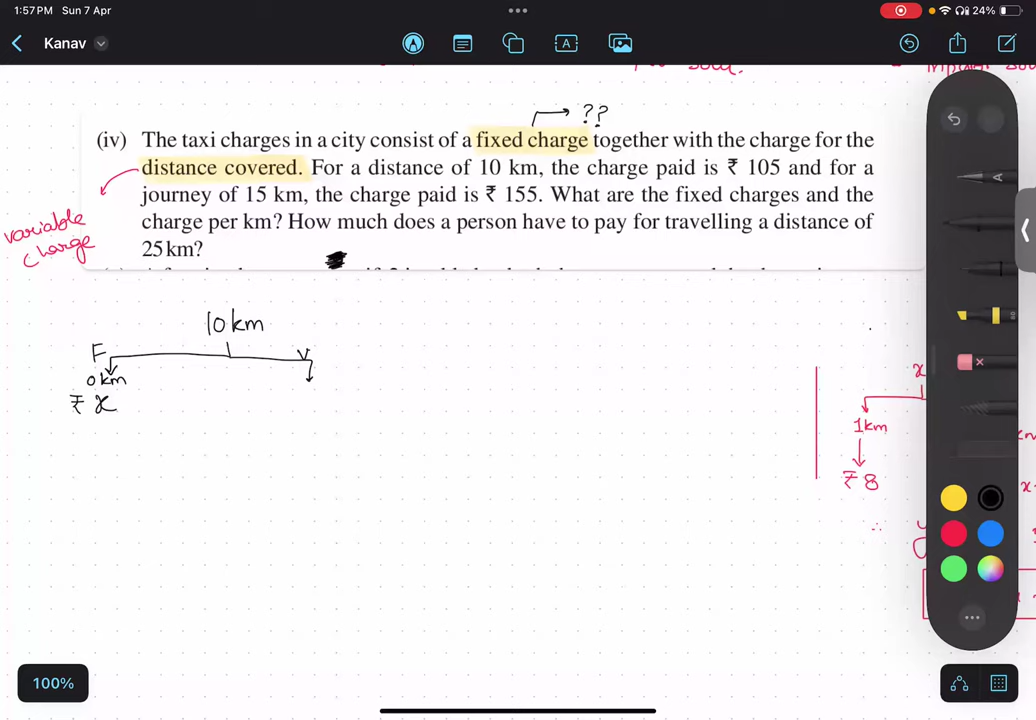 1:57PM Sun 7 Apr
24%
Kanav
A
→ ??
(iv) The taxi charges in a city consist of a fixed charge together with the charge for the
distance covered. For a distance of 10 km, the charge paid is ₹ 105 and for a
journey of 15 km, the charge paid is ₹ 155. What are the fixed charges and the
charge per km? How much does a person have to pay for travelling a distance of
25 km?
variable
charge
10 km
F
V
0 km
₹ x
x
1km
₹ 8
∴
100%